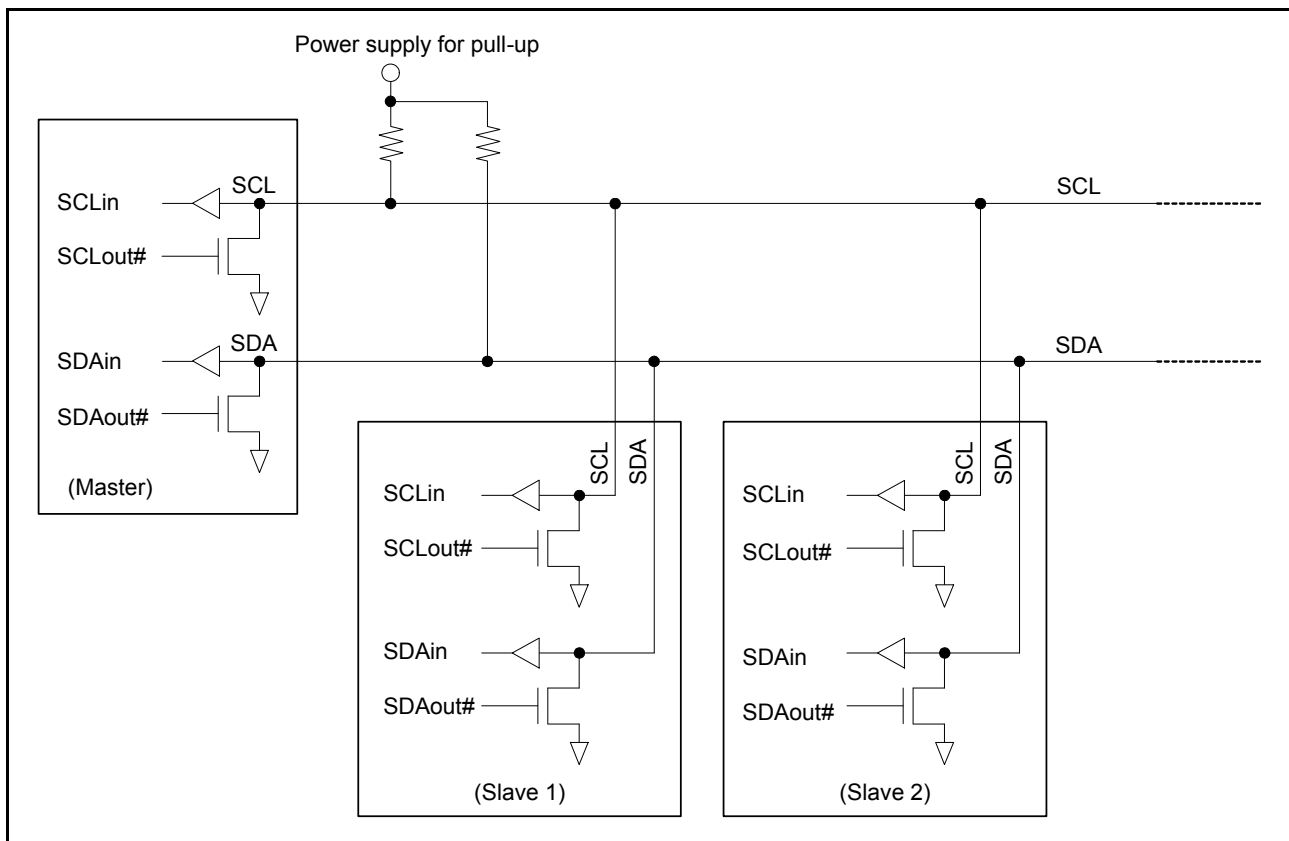 Power supply for pull-up
SCLin
SCL
SCL
SCLout#
SDAin
SDA
SDA
SDAout#
(Master)
SCL
SDA
SCLin
SCLout#
SDAin
SDAout#
(Slave 1)
SCL
SDA
SCLin
SCLout#
SDAin
SDAout#
(Slave 2)